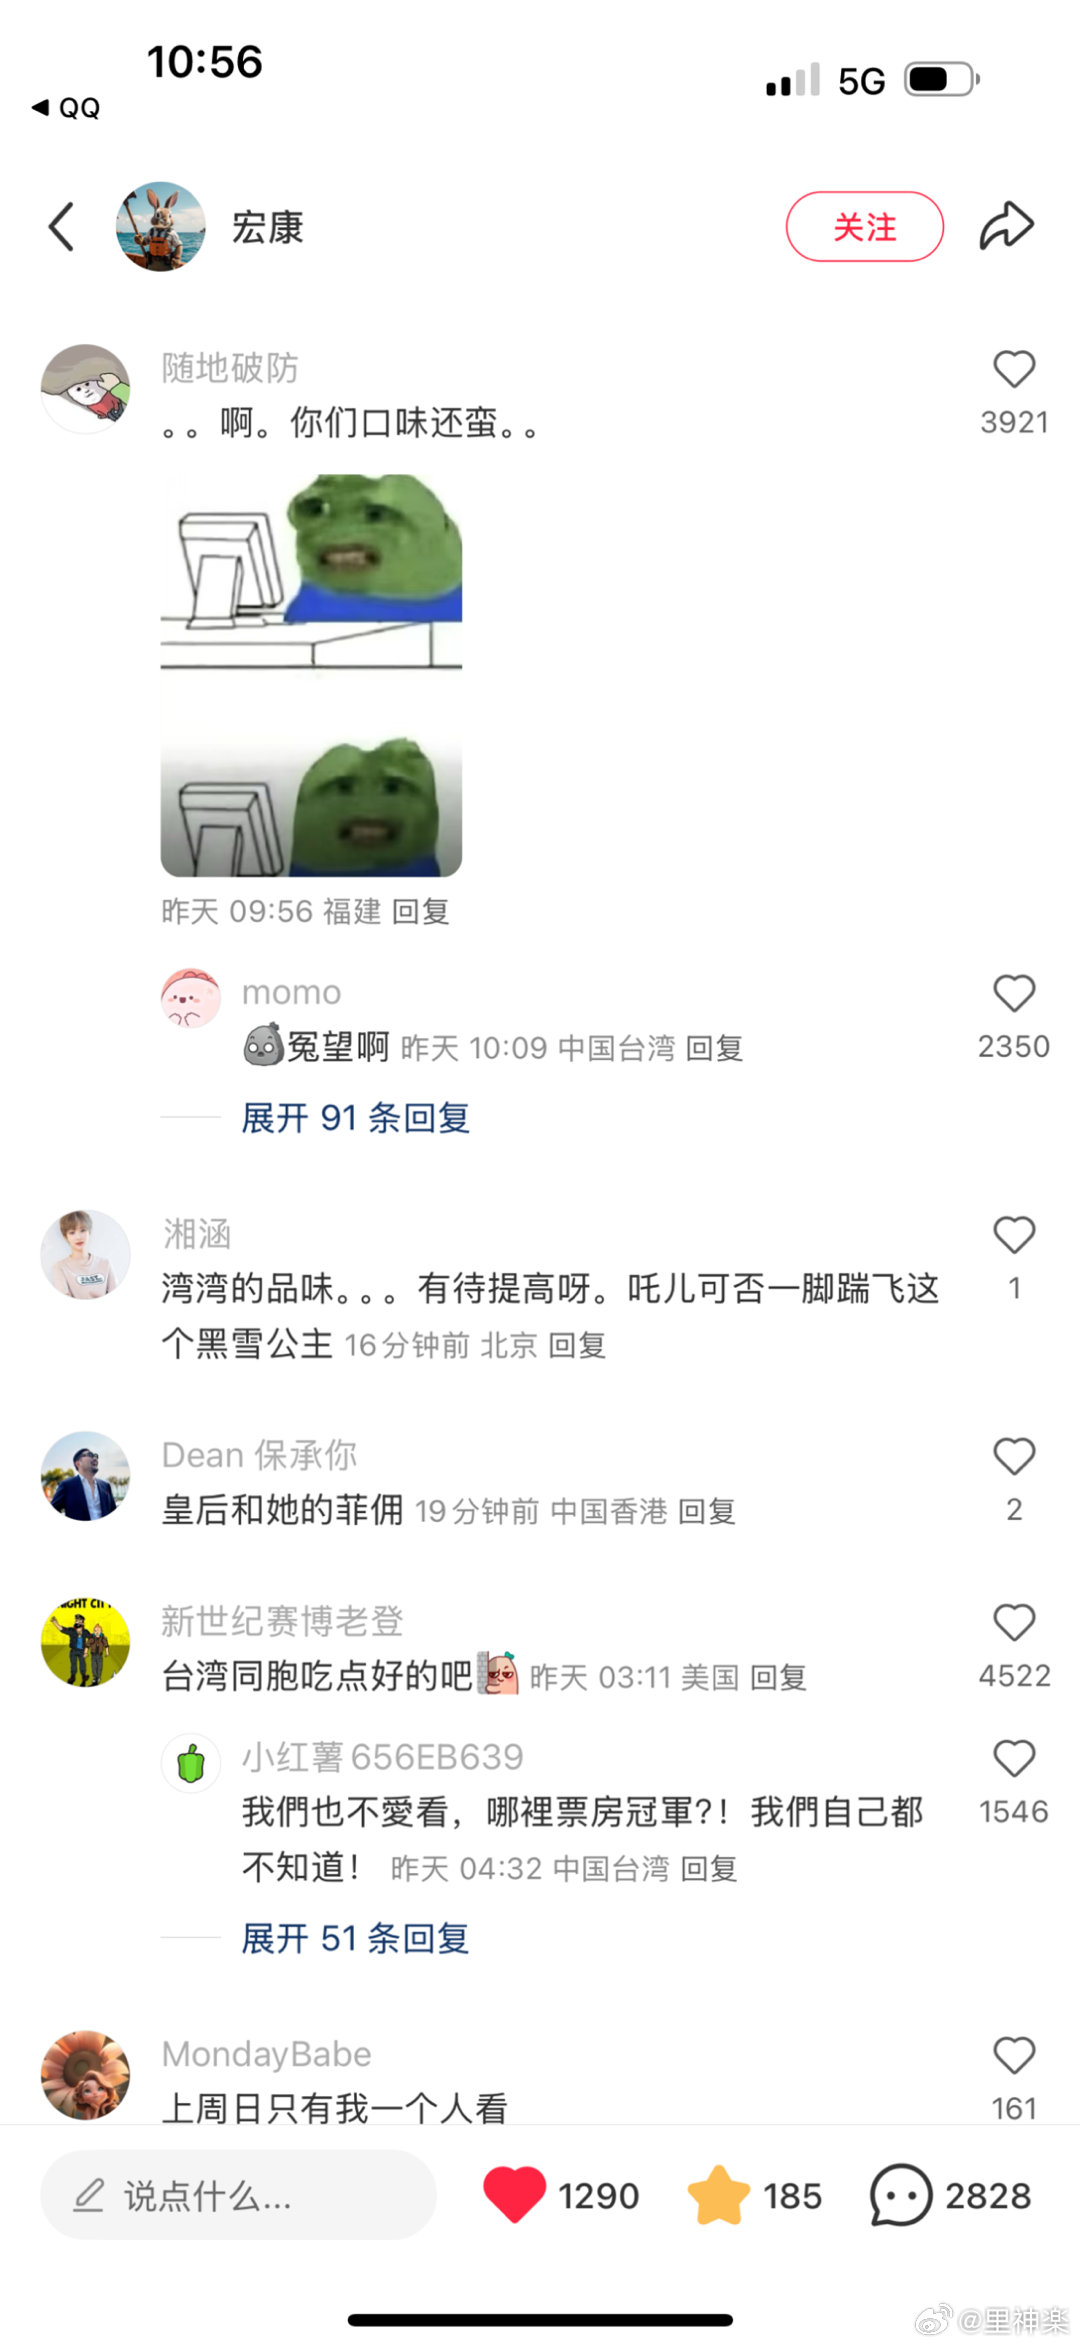 10:56
5G
QQ
宏康
关注
随地破防
。。啊。你们口味还蛮。。
3921
昨天 09:56 福建 回复
momo
冤望啊 昨天 10:09 中国台湾 回复
2350
展开 91 条回复
湘涵
湾湾的品味。。。有待提高呀。吒儿可否一脚踹飞这
个黑雪公主 16分钟前 北京 回复
1
Dean 保承你
皇后和她的菲佣 19分钟前 中国香港 回复
2
新世纪赛博老登
台湾同胞吃点好的吧 昨天 03:11 美国 回复
4522
小红薯656EB639
我們也不愛看，哪裡票房冠軍？！我們自己都
不知道！ 昨天 04:32 中国台湾 回复
1546
展开 51 条回复
MondayBabe
上周日只有我一个人看
161
说点什么...
1290
185
2828
@里神楽